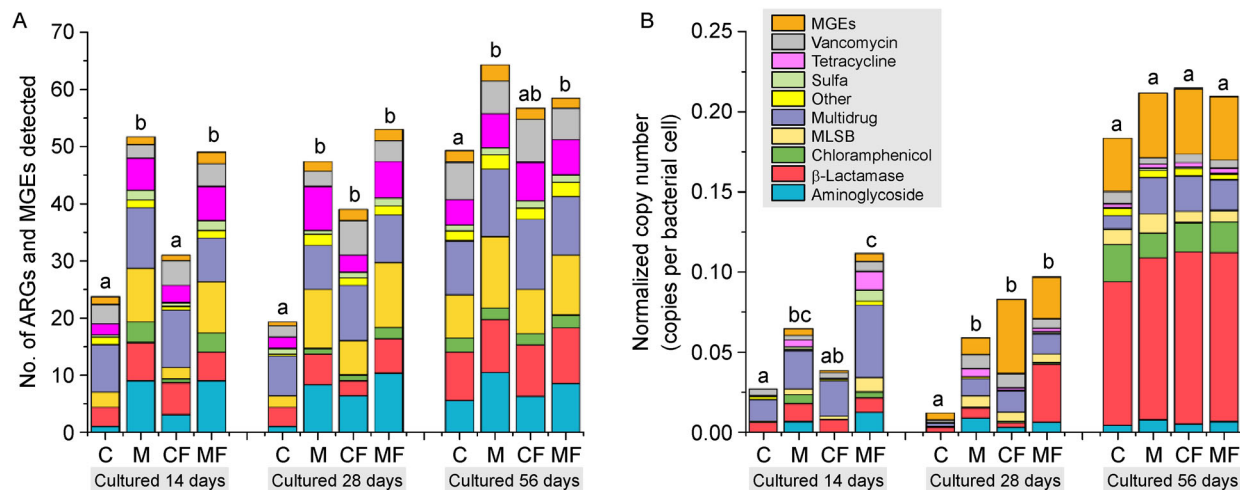 A
No. of ARGs and MGEs detected
70
60
50
40
30
20
10
0
a
b
a
b
a
b
b
b
a
b
ab
b
C M CF MF
C M CF MF
C M CF MF
Cultured 14 days
Cultured 28 days
Cultured 56 days
B
Normalized copy number
(copies per bacterial cell)
0.25
0.20
0.15
0.10
0.05
0.00
MGEs
Vancomycin
Tetracycline
Sulfa
Other
Multidrug
MLSB
Chloramphenicol
β-Lactamase
Aminoglycoside
a
bc
ab
c
a
b
b
b
a
a
a
a
C M CF MF
C M CF MF
C M CF MF
Cultured 14 days
Cultured 28 days
Cultured 56 days